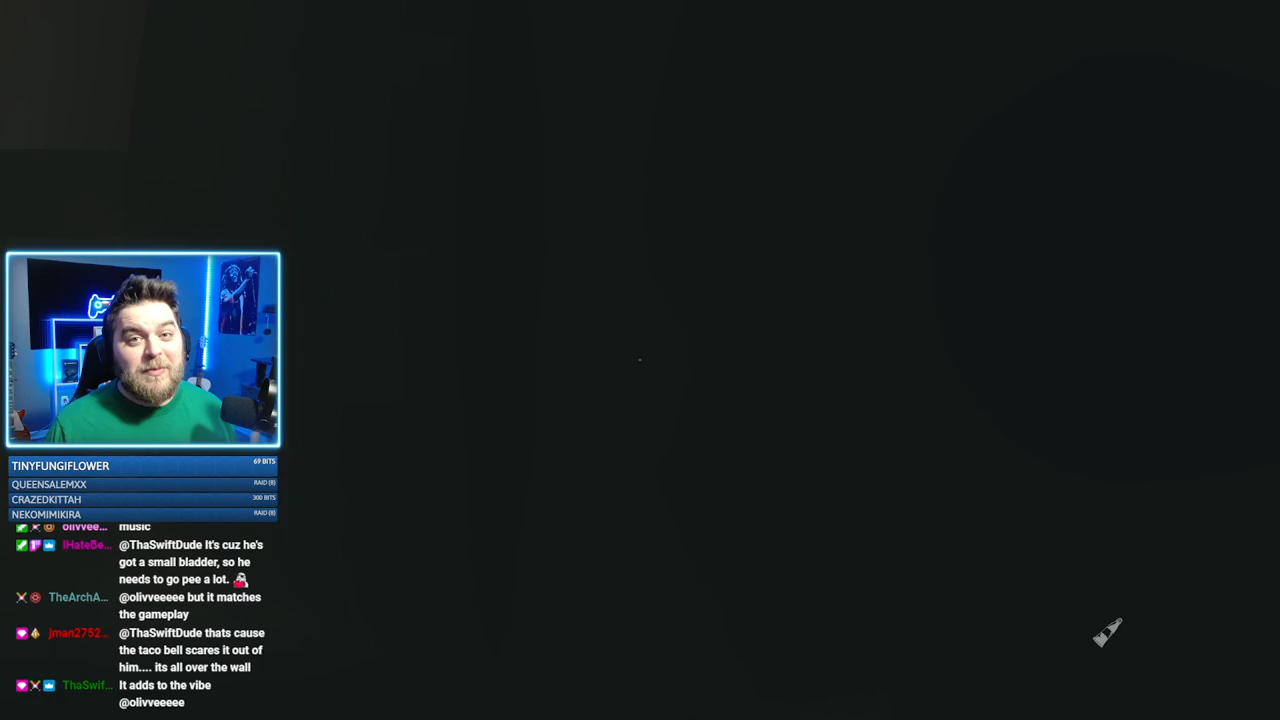 TINYFUNGIFLOWER 69 BITS
QUEENSALEMXX RAID (8)
CRAZEDKITTAH 300 BITS
NEKOMIMIKIRA RAID (8)
olivvee... music
IHateBe... @ThaSwiftDude It's cuz he's
got a small bladder, so he
needs to go pee a lot.
TheArchA... @olivveeeee but it matches
the gameplay
jman2752... @ThaSwiftDude thats cause
the taco bell scares it out of
him.... its all over the wall
ThaSwif... It adds to the vibe
@olivveeeee